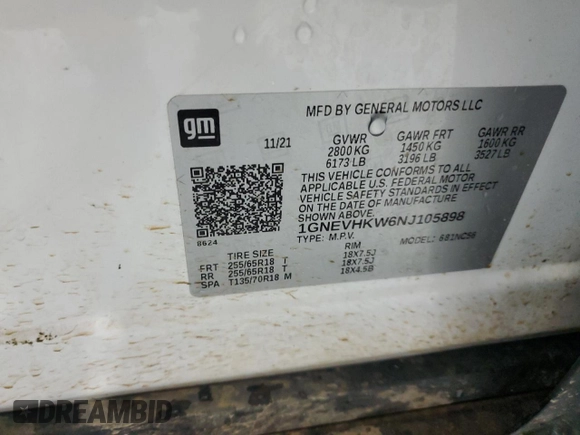 gm
MFD BY GENERAL MOTORS LLC
11/21
GVWR GAWR FRT GAWR RR
2800 KG 1450 KG 1600 KG
6173 LB 3196 LB 3527 LB
THIS VEHICLE CONFORMS TO ALL
APPLICABLE U.S. FEDERAL MOTOR
VEHICLE SAFETY STANDARDS IN EFFECT
ON THE DATE OF MANUFACTURE
SHOWN ABOVE.
1GNEVHKW6NJ105898
TYPE: M.P.V. MODEL:
8624
TIRE SIZE RIM
FRT 255/65R18 T 18X7.5J
RR 255/65R18 T 18X7.5J
SPA T135/70R18 M 18X4.5B
DREAMBID